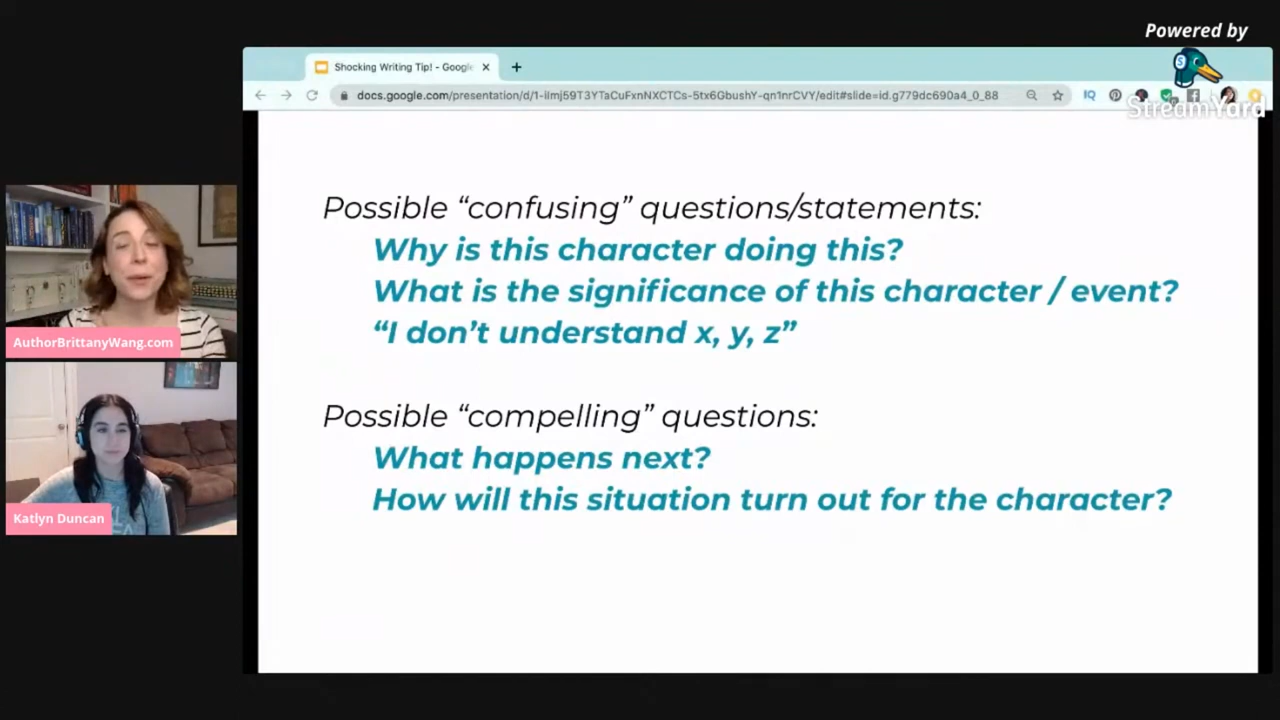 Powered by
StreamYard
Shocking Writing Tip! - Google
docs.google.com/presentation/d/1-iImj59T3YTaCuFxnNXCTCs-5tx6GbushY-qn1nrCVY/edit#slide=id.g779dc690a4_0_88
Possible “confusing” questions/statements:
Why is this character doing this?
What is the significance of this character / event?
“I don’t understand x, y, z”
Possible “compelling” questions:
What happens next?
How will this situation turn out for the character?
AuthorBrittanyWang.com
Katlyn Duncan